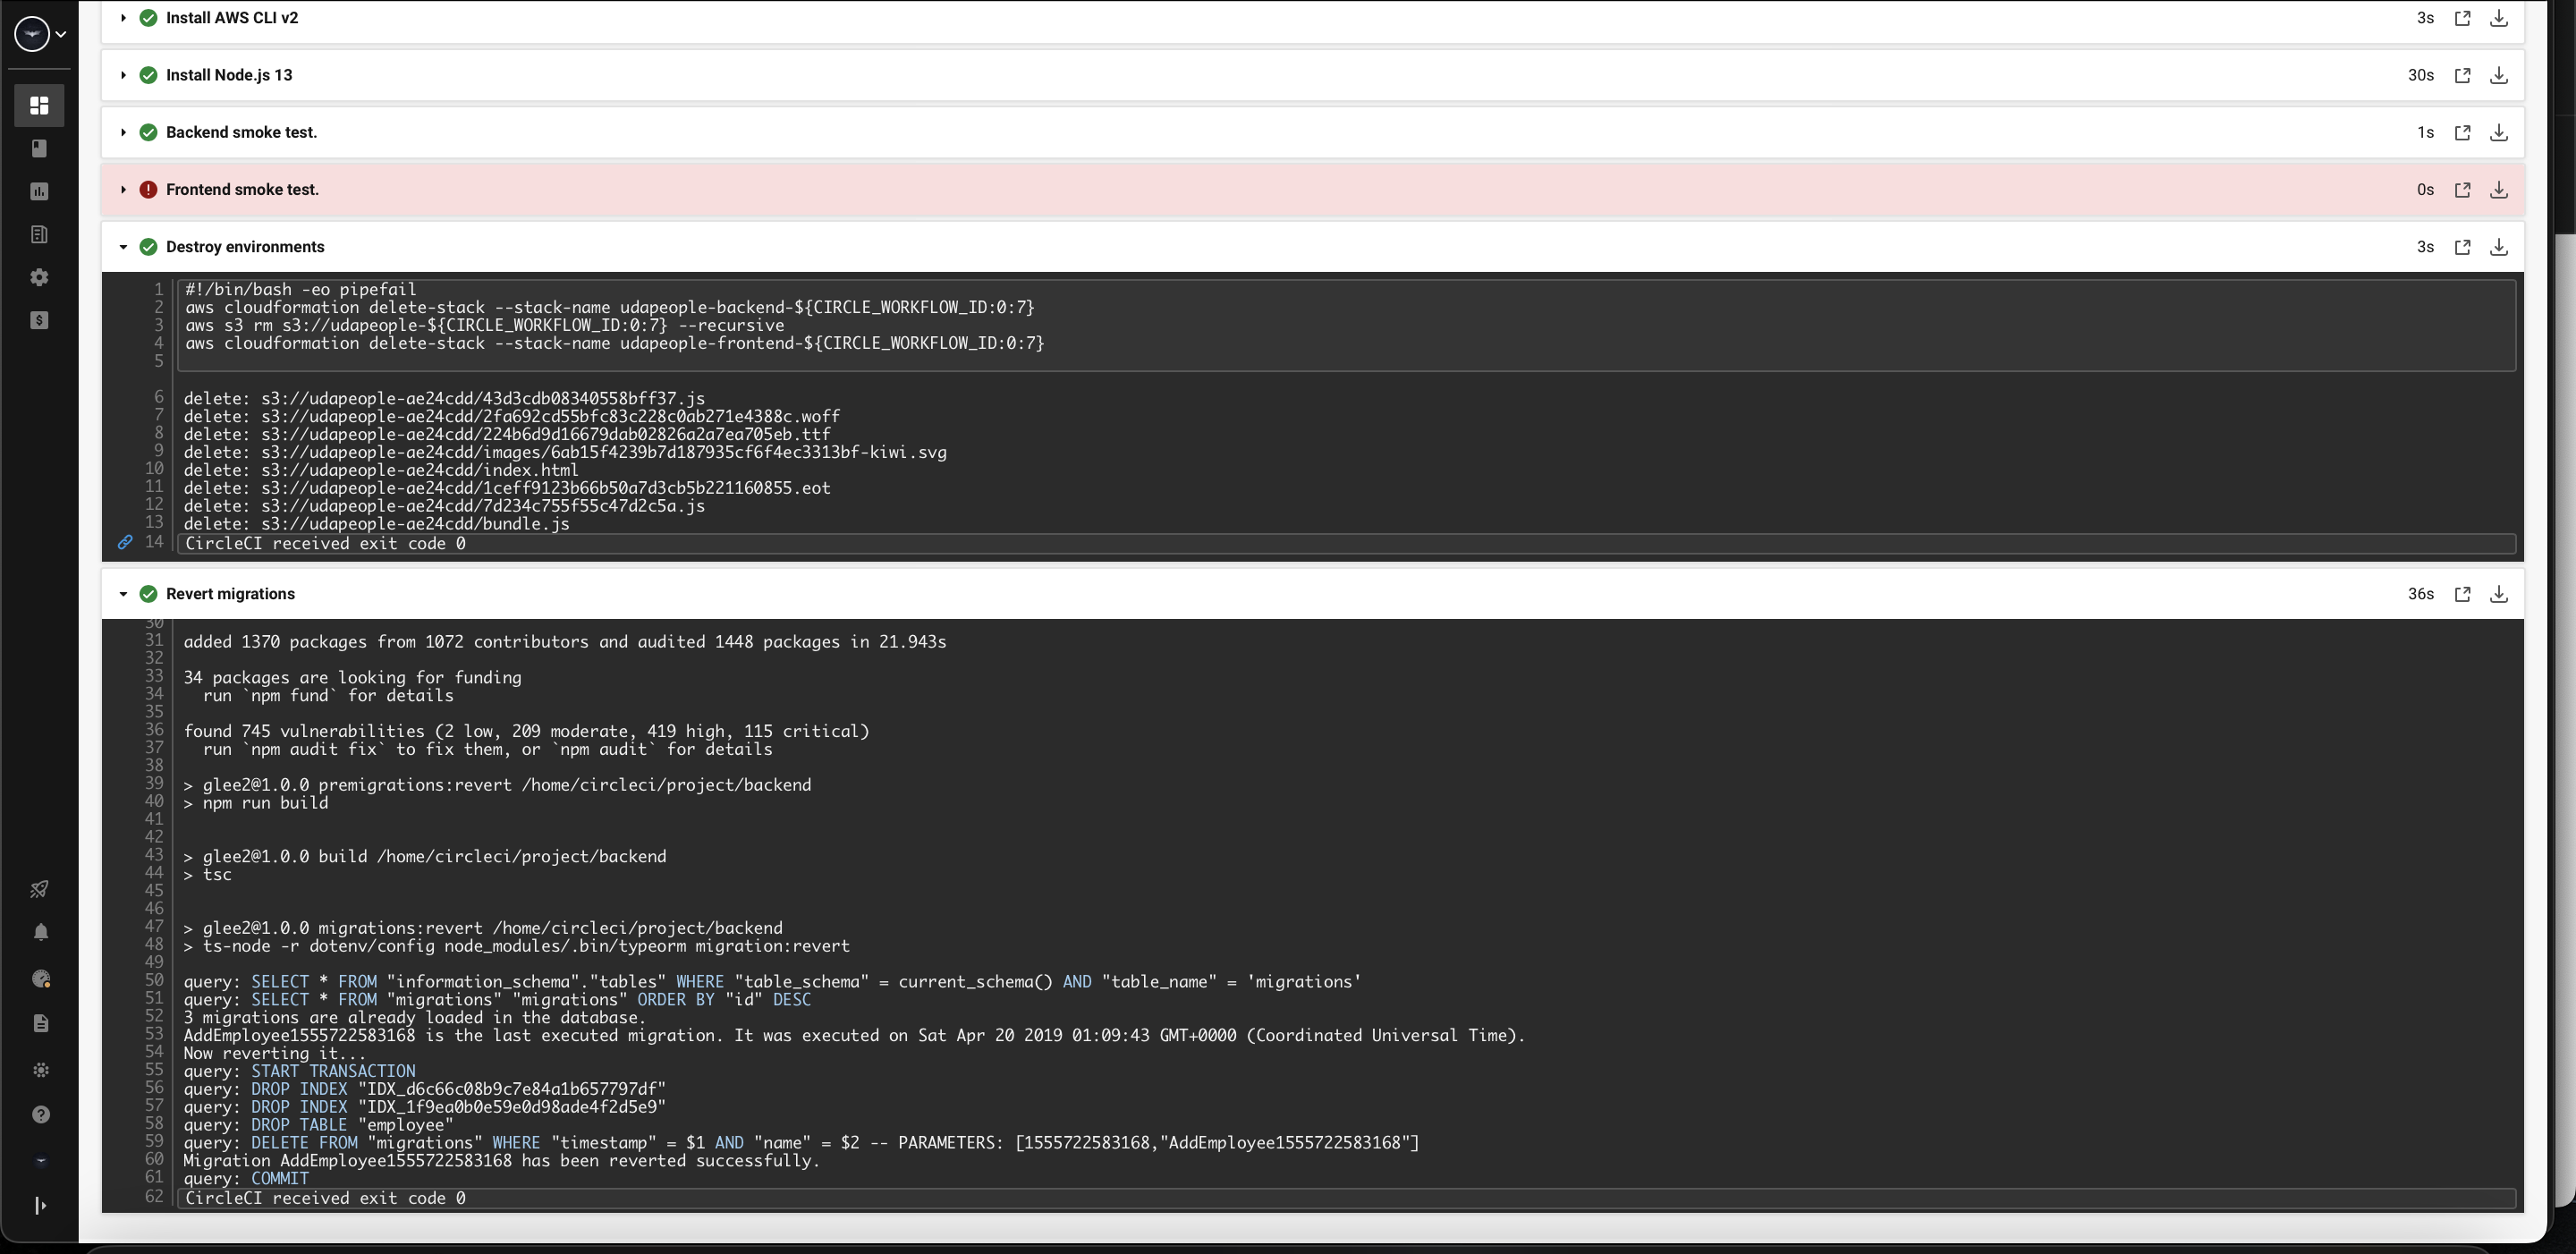 Install AWS CLI v2 3s
Install Node.js 13 30s
Backend smoke test. 1s
Frontend smoke test. 0s
Destroy environments 3s
1 #!/bin/bash -eo pipefail
2 aws cloudformation delete-stack --stack-name udapeople-backend-${CIRCLE_WORKFLOW_ID:0:7}
3 aws s3 rm s3://udapeople-${CIRCLE_WORKFLOW_ID:0:7} --recursive
4 aws cloudformation delete-stack --stack-name udapeople-frontend-${CIRCLE_WORKFLOW_ID:0:7}
5
6 delete: s3://udapeople-ae24cdd/43d3cdb08340558bff37.js
7 delete: s3://udapeople-ae24cdd/2fa692cd55bfc83c228c0ab271e4388c.woff
8 delete: s3://udapeople-ae24cdd/224b6d9d16679dab02826a2a7ea705eb.ttf
9 delete: s3://udapeople-ae24cdd/images/6ab15f4239b7d187935cf6f4ec3313bf-kiwi.svg
10 delete: s3://udapeople-ae24cdd/index.html
11 delete: s3://udapeople-ae24cdd/1ceff9123b66b50a7d3cb5b221160855.eot
12 delete: s3://udapeople-ae24cdd/7d234c755f55c47d2c5a.js
13 delete: s3://udapeople-ae24cdd/bundle.js
14 CircleCI received exit code 0
Revert migrations 36s
30
31 added 1370 packages from 1072 contributors and audited 1448 packages in 21.943s
32
33 34 packages are looking for funding
34 run `npm fund` for details
35
36 found 745 vulnerabilities (2 low, 209 moderate, 419 high, 115 critical)
37 run `npm audit fix` to fix them, or `npm audit` for details
38
39 > glee2@1.0.0 premigrations:revert /home/circleci/project/backend
40 > npm run build
41
42
43 > glee2@1.0.0 build /home/circleci/project/backend
44 > tsc
45
46
47 > glee2@1.0.0 migrations:revert /home/circleci/project/backend
48 > ts-node -r dotenv/config node_modules/.bin/typeorm migration:revert
49
50 query: SELECT * FROM "information_schema"."tables" WHERE "table_schema" = current_schema() AND "table_name" = 'migrations'
51 query: SELECT * FROM "migrations" "migrations" ORDER BY "id" DESC
52 3 migrations are already loaded in the database.
53 AddEmployee1555722583168 is the last executed migration. It was executed on Sat Apr 20 2019 01:09:43 GMT+0000 (Coordinated Universal Time).
54 Now reverting it...
55 query: START TRANSACTION
56 query: DROP INDEX "IDX_d6c66c08b9c7e84a1b657797df"
57 query: DROP INDEX "IDX_1f9ea0b0e59e0d98ade4f2d5e9"
58 query: DROP TABLE "employee"
59 query: DELETE FROM "migrations" WHERE "timestamp" = $1 AND "name" = $2 -- PARAMETERS: [1555722583168,"AddEmployee1555722583168"]
60 Migration AddEmployee1555722583168 has been reverted successfully.
61 query: COMMIT
62 CircleCI received exit code 0